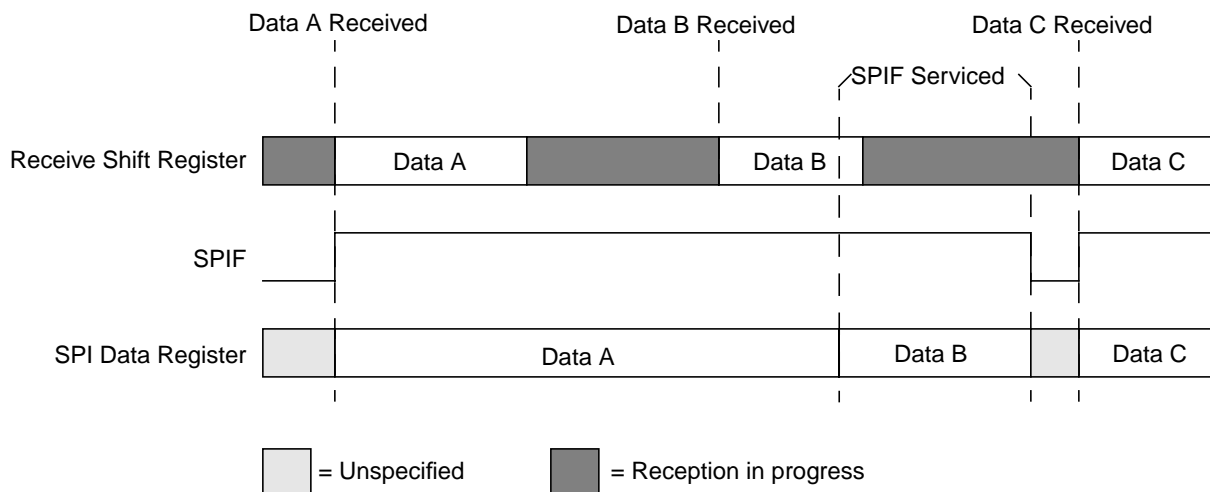 Data A Received
Data B Received
Data C Received
SPIF Serviced
Receive Shift Register
Data A
Data B
Data C
SPIF
SPI Data Register
Data A
Data B
Data C
= Unspecified
= Reception in progress